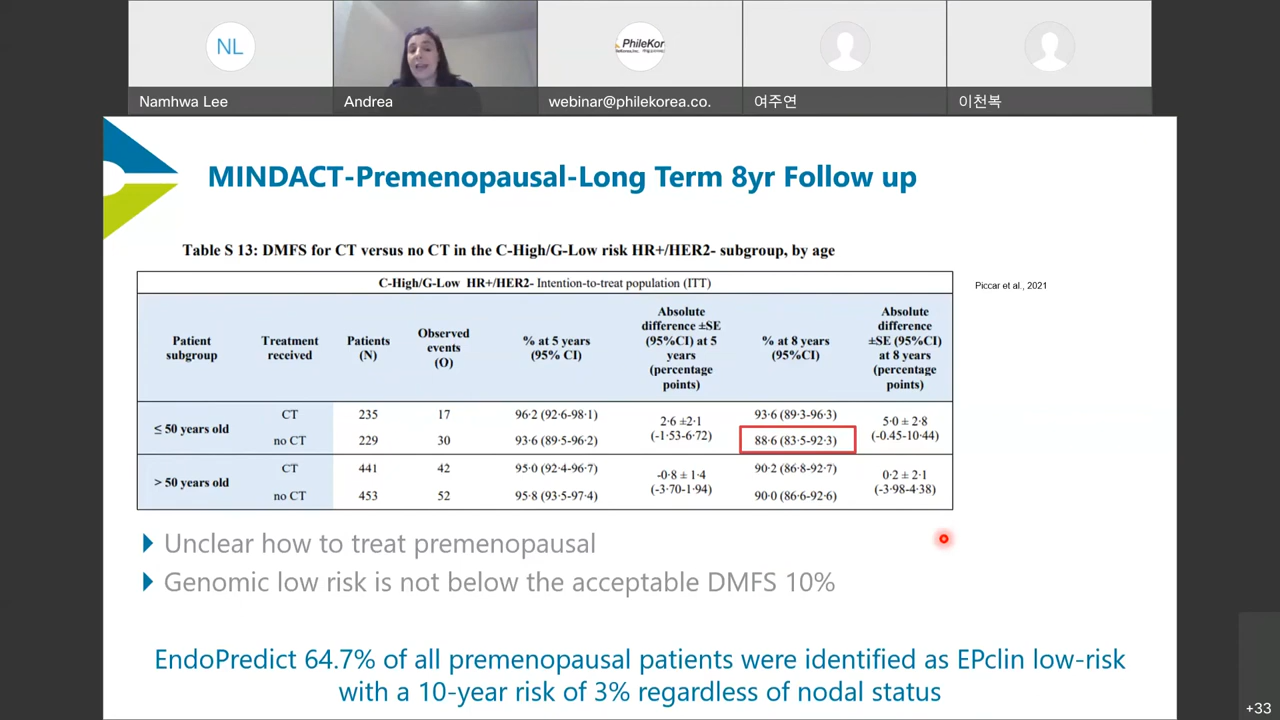 NL
PhileKor
Namhwa Lee
Andrea
webinar@philekorea.co.
여주연
이천복
MINDACT-Premenopausal-Long Term 8yr Follow up
Table S 13: DMFS for CT versus no CT in the C-High/G-Low risk HR+/HER2- subgroup, by age
C-High/G-Low HR+/HER2- Intention-to-treat population (ITT)
Piccar et al., 2021
Patient subgroup
Treatment received
Patients (N)
Observed events (O)
% at 5 years (95% CI)
Absolute difference ±SE (95%CI) at 5 years (percentage points)
% at 8 years (95%CI)
Absolute difference ±SE (95%CI) at 8 years (percentage points)
≤ 50 years old
CT 235 17 96·2 (92·6-98·1) 93·6 (89·3-96·3)
2·6 ±2·1 (-1·53-6·72)
5·0 ± 2·8 (-0.45-10·44)
no CT 229 30 93·6 (89·5-96·2) 88·6 (83·5-92·3)
> 50 years old
CT 441 42 95·0 (92·4-96·7) 90·2 (86·8-92·7)
-0·8 ± 1·4 (-3·70-1·94)
0·2 ± 2·1 (-3·98-4·38)
no CT 453 52 95·8 (93·5-97·4) 90·0 (86·6-92·6)
Unclear how to treat premenopausal
Genomic low risk is not below the acceptable DMFS 10%
EndoPredict 64.7% of all premenopausal patients were identified as EPclin low-risk
with a 10-year risk of 3% regardless of nodal status
+33